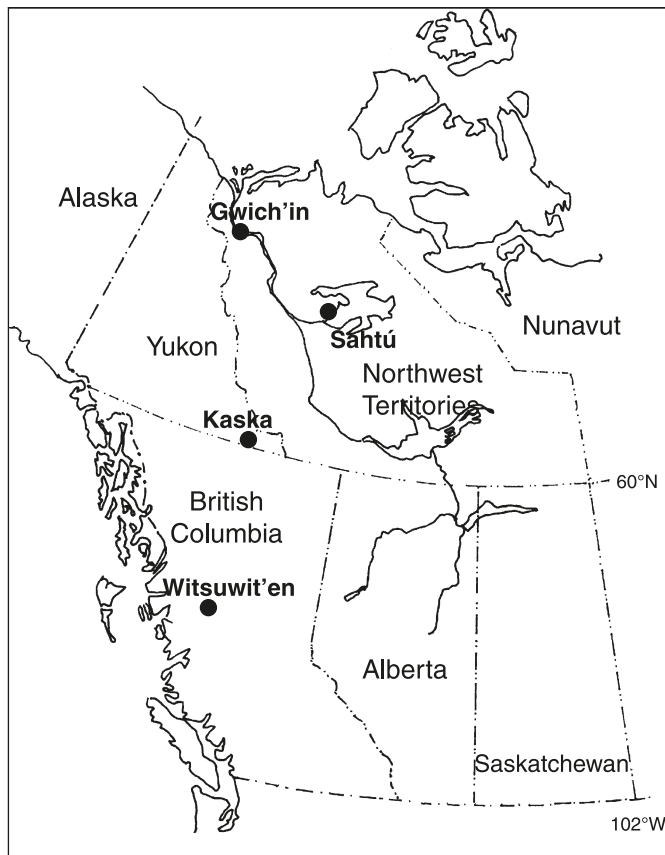 Alaska
Gwich'in
Nunavut
Sahtú
Yukon
Northwest
Territories
Kaska
60°N
British
Columbia
Witsuwit'en
Alberta
Saskatchewan
102°W